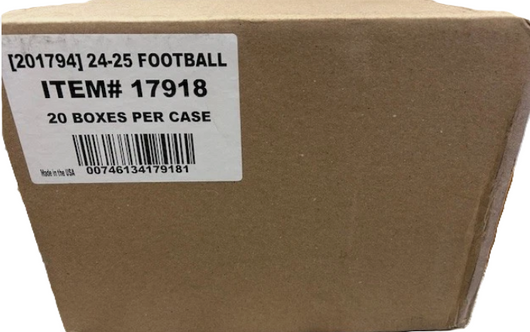 [201794] 24-25 FOOTBALL
ITEM# 17918
20 BOXES PER CASE
Made in the USA
00746134179181